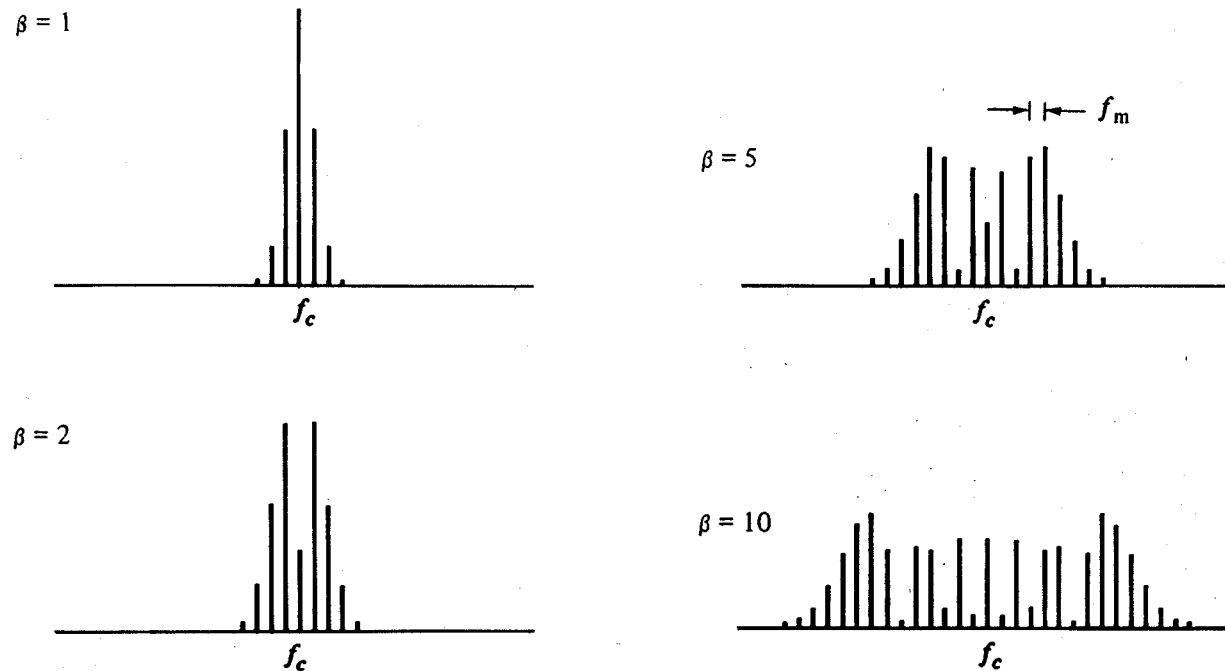 β = 1
f_c
β = 2
f_c
f_m
β = 5
f_c
β = 10
f_c